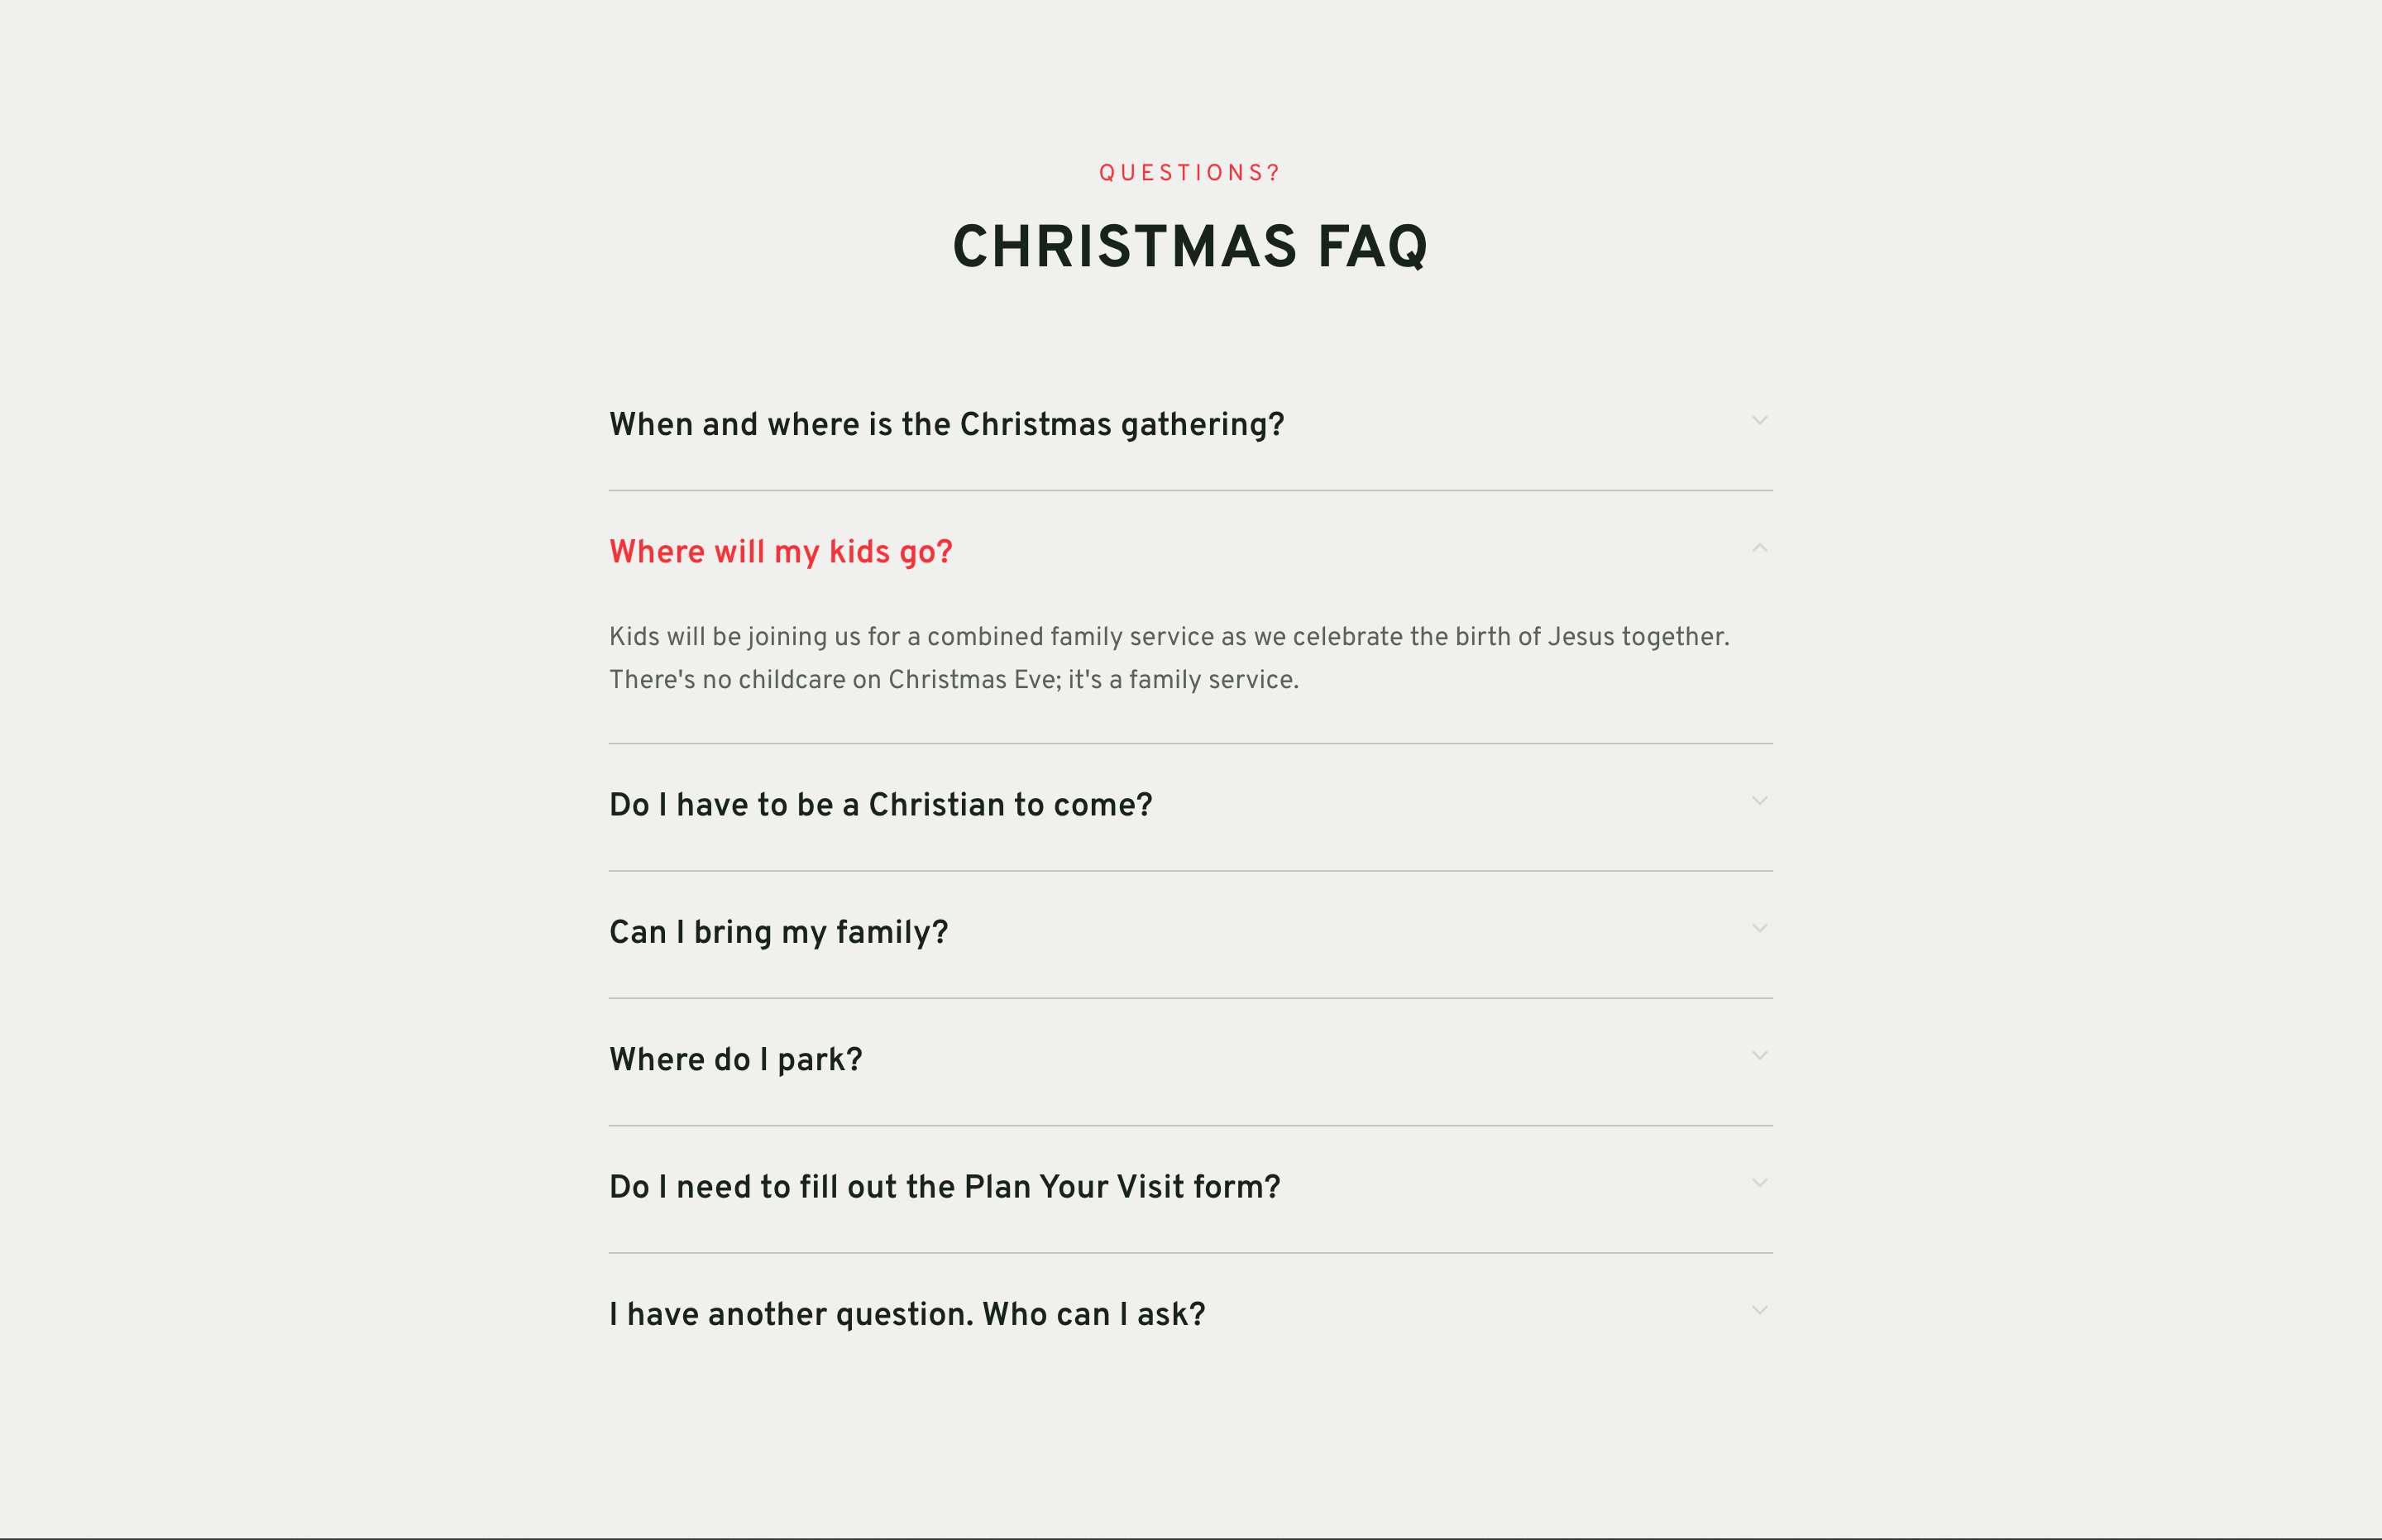 QUESTIONS?
CHRISTMAS FAQ
When and where is the Christmas gathering?
Where will my kids go?
Kids will be joining us for a combined family service as we celebrate the birth of Jesus together.
There's no childcare on Christmas Eve; it's a family service.
Do I have to be a Christian to come?
Can I bring my family?
Where do I park?
Do I need to fill out the Plan Your Visit form?
I have another question. Who can I ask?